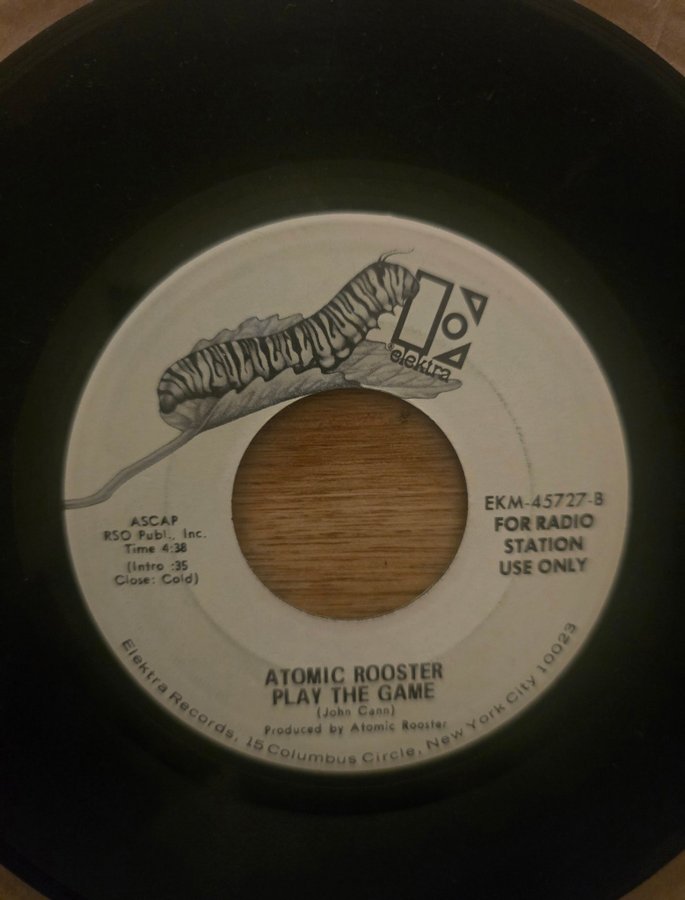 elektra
ASCAP
RSO Publ., Inc.
Time 4:38
(Intro :35
Close: Cold)
EKM-45727-B
FOR RADIO
STATION
USE ONLY
ATOMIC ROOSTER
PLAY THE GAME
(John Cann)
Produced by Atomic Rooster
Elektra Records, 15 Columbus Circle, New York City 10023